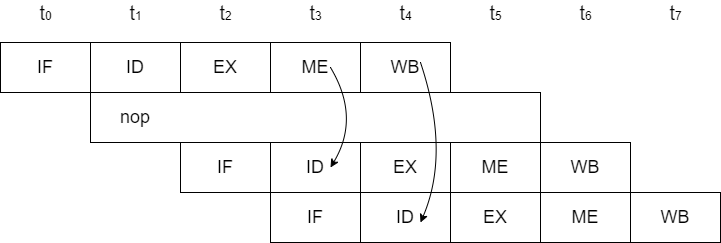 t₀ t₁ t₂ t₃ t₄ t₅ t₆ t₇
IF ID EX ME WB
nop
IF ID EX ME WB
IF ID EX ME WB